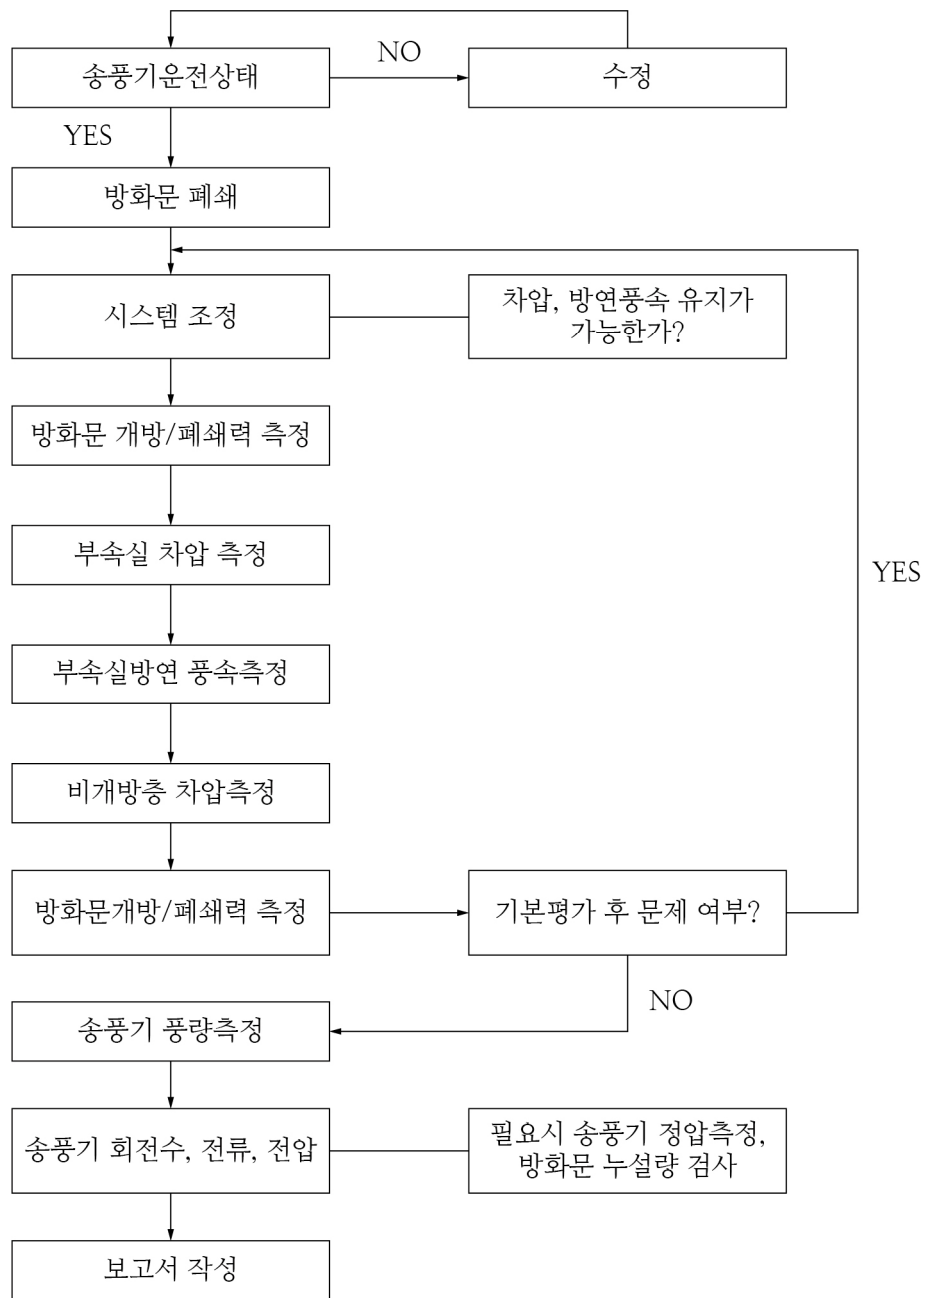 송풍기운전상태
NO
수정
YES
방화문 폐쇄
시스템 조정
차압, 방연풍속 유지가
가능한가?
방화문 개방/폐쇄력 측정
부속실 차압 측정
YES
부속실방연 풍속측정
비개방층 차압측정
방화문개방/폐쇄력 측정
기본평가 후 문제 여부?
NO
송풍기 풍량측정
송풍기 회전수, 전류, 전압
필요시 송풍기 정압측정,
방화문 누설량 검사
보고서 작성